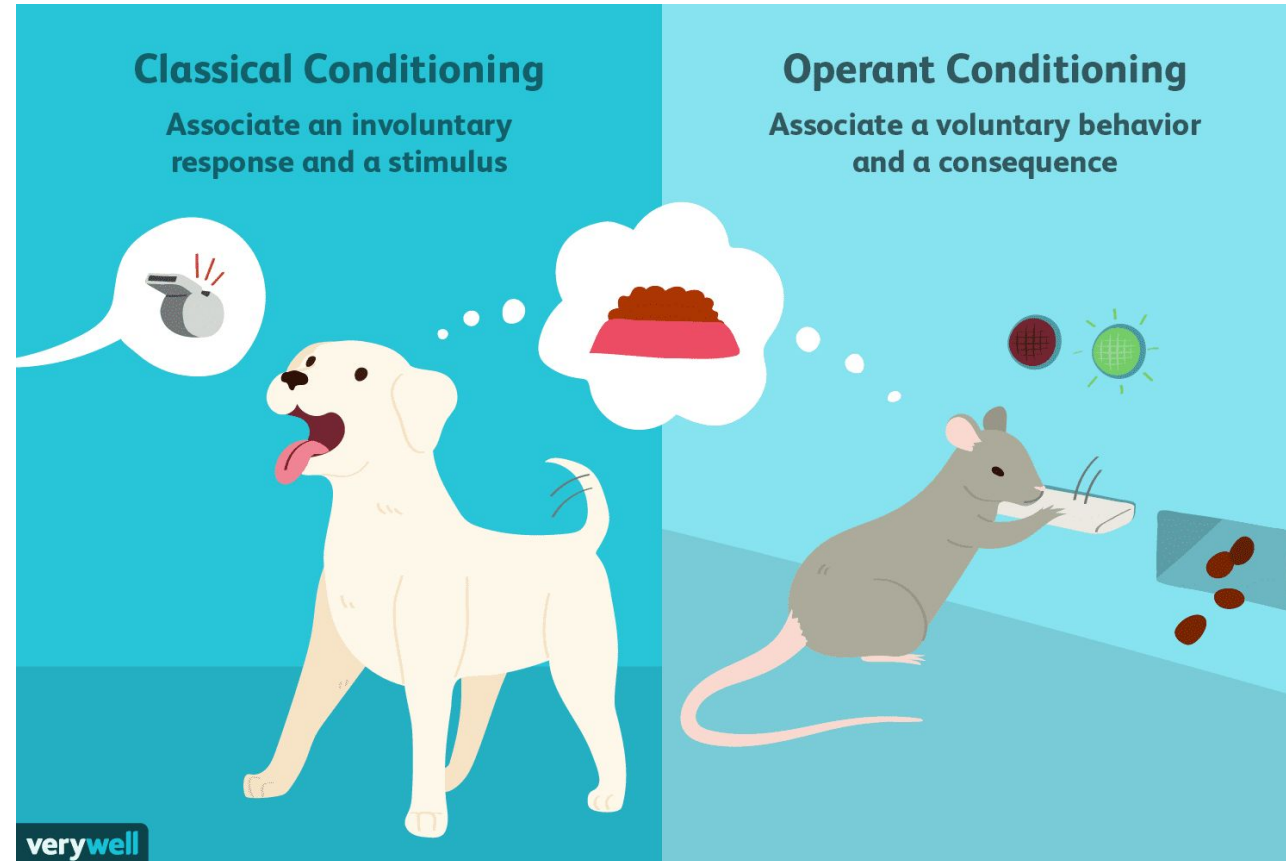 Classical Conditioning
Associate an involuntary
response and a stimulus
Operant Conditioning
Associate a voluntary behavior
and a consequence
verywell